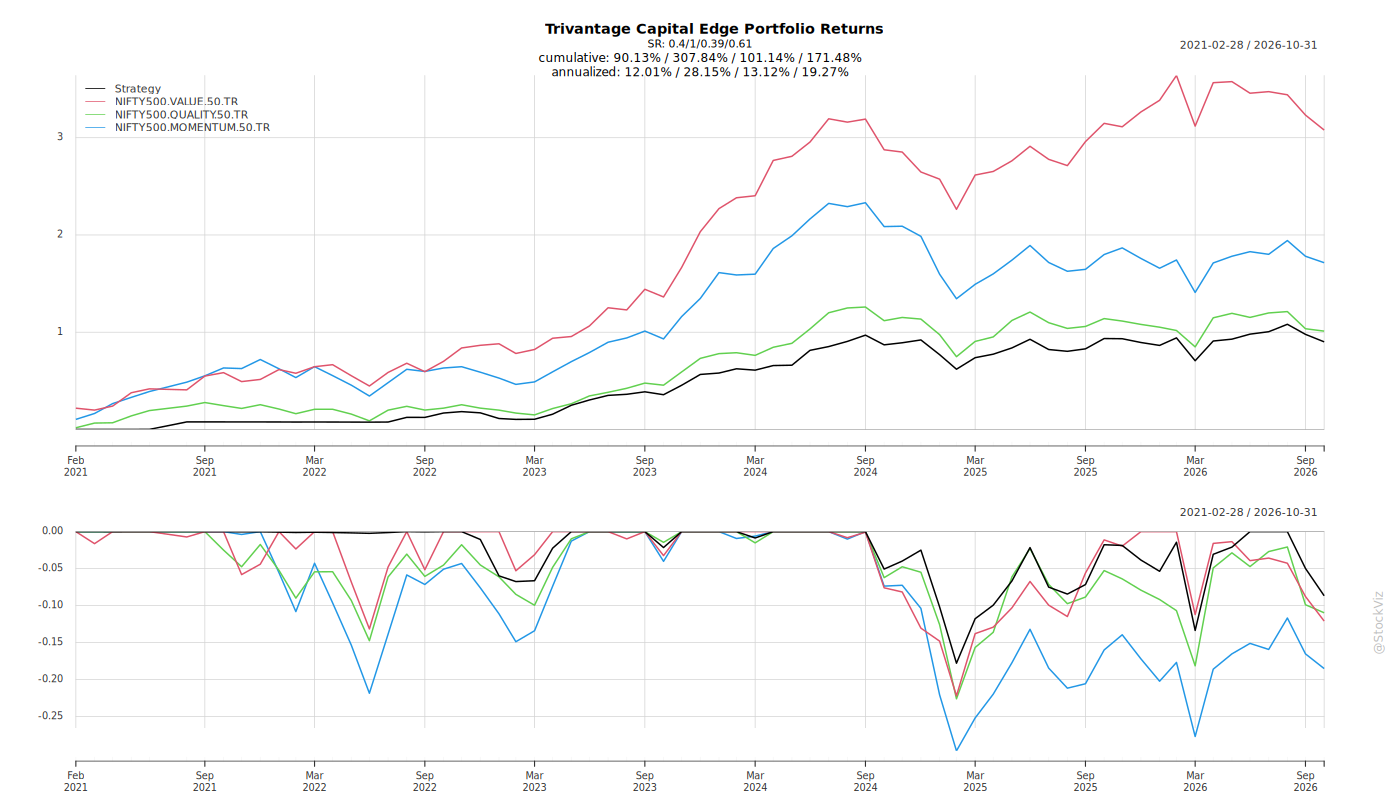 Trivantage Capital Edge Portfolio Returns
SR: 0.4/1/0.39/0.61
cumulative: 90.13% / 307.84% / 101.14% / 171.48%
annualized: 12.01% / 28.15% / 13.12% / 19.27%
2021-02-28 / 2026-10-31
Strategy
NIFTY500.VALUE.50.TR
NIFTY500.QUALITY.50.TR
NIFTY500.MOMENTUM.50.TR
3
2
1
Feb 2021
Sep 2021
Mar 2022
Sep 2022
Mar 2023
Sep 2023
Mar 2024
Sep 2024
Mar 2025
Sep 2025
Mar 2026
Sep 2026
2021-02-28 / 2026-10-31
0.00
-0.05
-0.10
-0.15
-0.20
-0.25
Feb 2021
Sep 2021
Mar 2022
Sep 2022
Mar 2023
Sep 2023
Mar 2024
Sep 2024
Mar 2025
Sep 2025
Mar 2026
Sep 2026
@StockViz